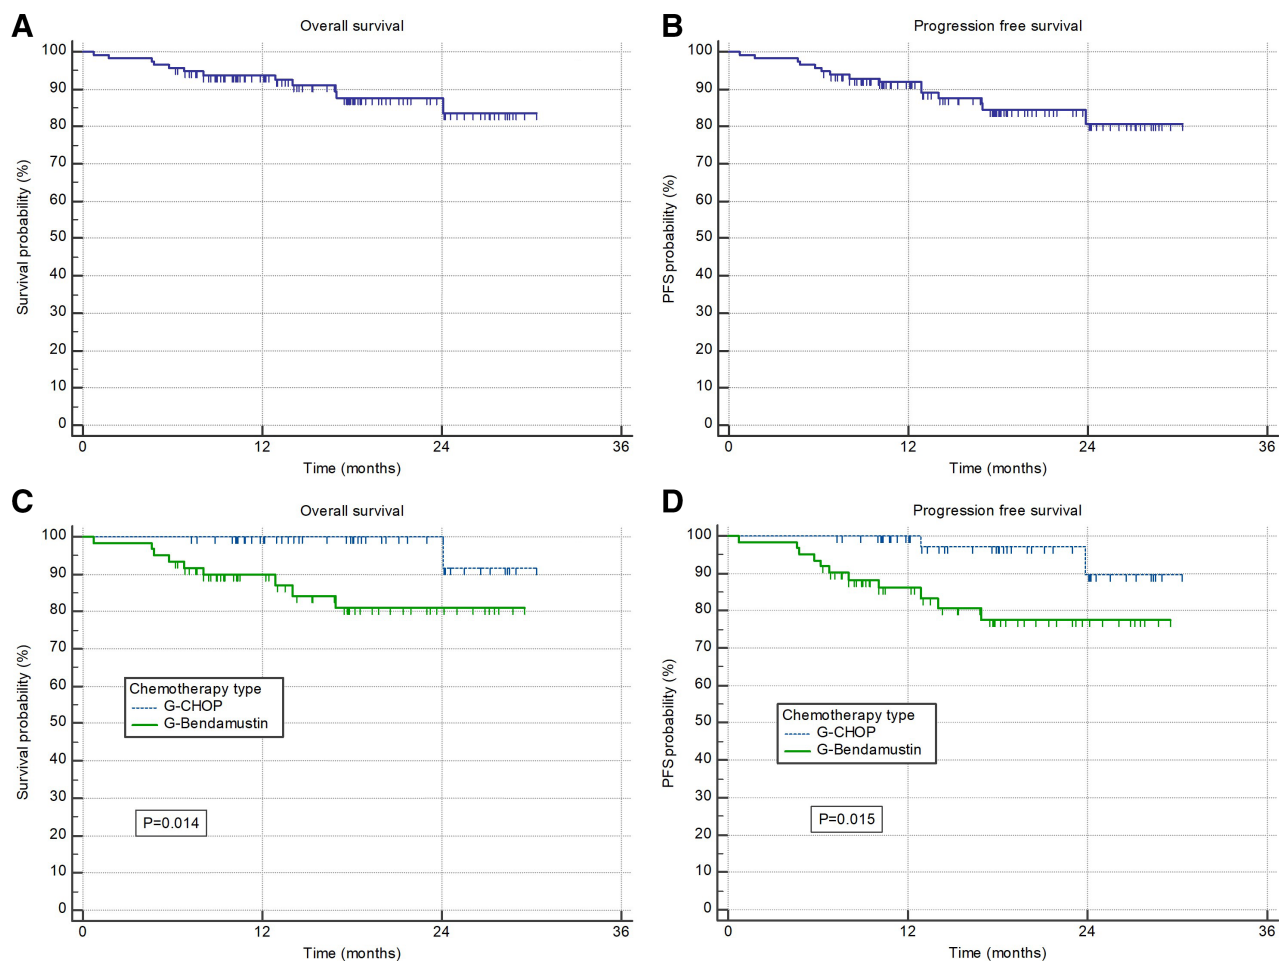 A
Overall survival
100
90
80
70
60
50
40
30
20
10
0
Survival probability (%)
0 12 24 36
Time (months)
B
Progression free survival
100
90
80
70
60
50
40
30
20
10
0
PFS probability (%)
0 12 24 36
Time (months)
C
Overall survival
100
90
80
70
60
50
40
30
20
10
0
Survival probability (%)
Chemotherapy type
G-CHOP
G-Bendamustin
P=0.014
0 12 24 36
Time (months)
D
Progression free survival
100
90
80
70
60
50
40
30
20
10
0
PFS probability (%)
Chemotherapy type
G-CHOP
G-Bendamustin
P=0.015
0 12 24 36
Time (months)